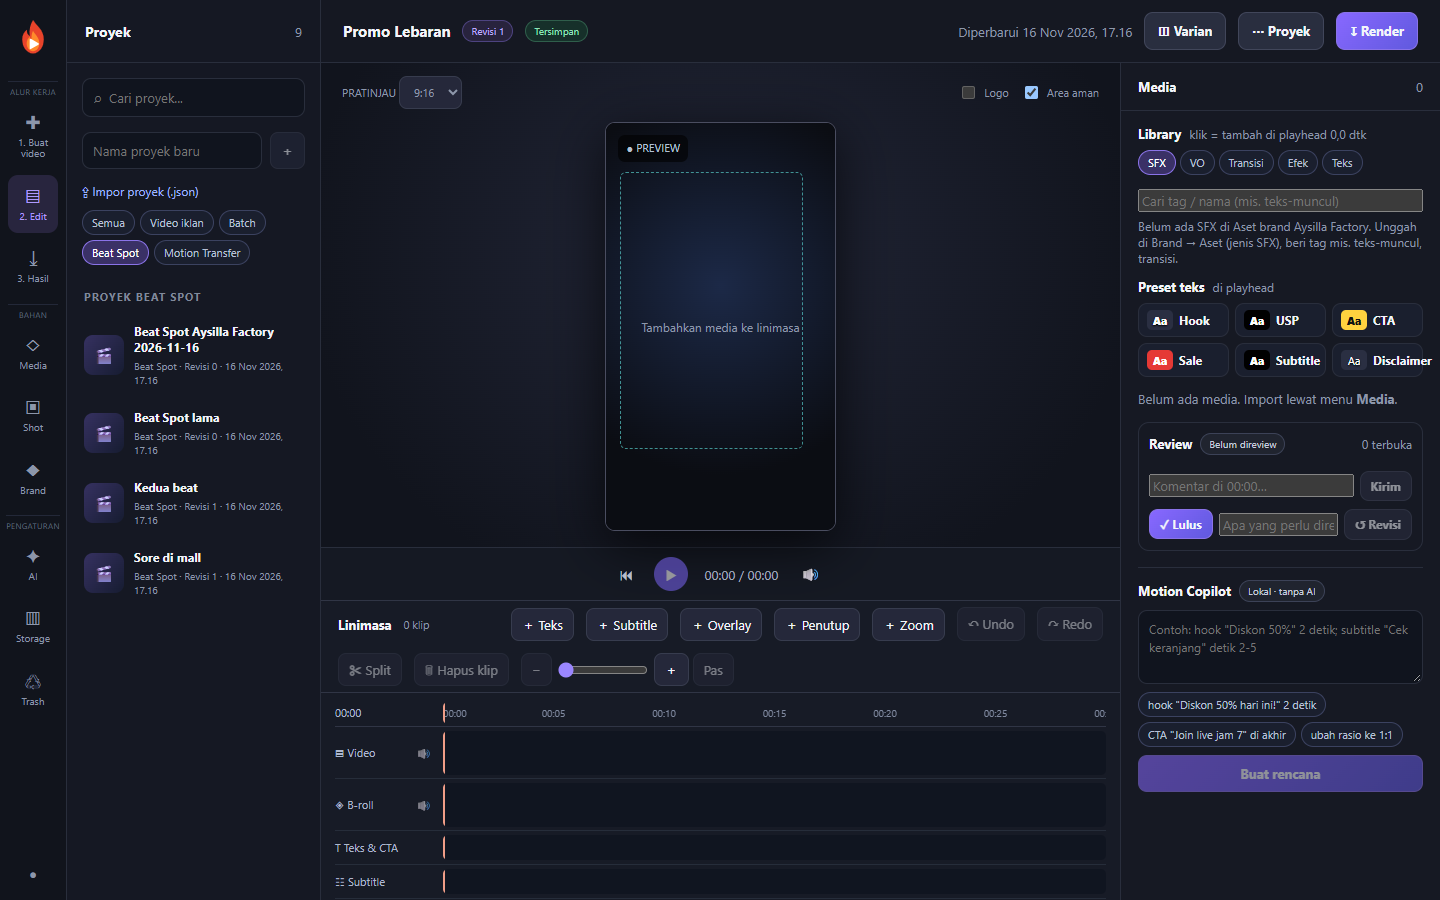 ALUR KERJA
1. Buat
video
2. Edit
3. Hasil
BAHAN
Media
Shot
Brand
PENGATURAN
AI
Storage
Trash
Proyek
9
Cari proyek...
Nama proyek baru
+
Impor proyek (.json)
Semua
Video iklan
Batch
Beat Spot
Motion Transfer
PROYEK BEAT SPOT
Beat Spot Aysilla Factory
2026-11-16
Beat Spot · Revisi 0 · 16 Nov 2026,
17.16
Beat Spot lama
Beat Spot · Revisi 0 · 16 Nov 2026,
17.16
Kedua beat
Beat Spot · Revisi 1 · 16 Nov 2026,
17.16
Sore di mall
Beat Spot · Revisi 1 · 16 Nov 2026,
17.16
Promo Lebaran
Revisi 1
Tersimpan
Diperbarui 16 Nov 2026, 17.16
Varian
Proyek
Render
PRATINJAU
9:16
Logo
Area aman
PREVIEW
Tambahkan media ke linimasa
00:00 / 00:00
Linimasa
0 klip
+ Teks
+ Subtitle
+ Overlay
+ Penutup
+ Zoom
Undo
Redo
Split
Hapus klip
−
+
Pas
00:00
00:00
00:05
00:10
00:15
00:20
00:25
00:
Video
B-roll
T Teks & CTA
Subtitle
Media
0
Library klik = tambah di playhead 0,0 dtk
SFX
VO
Transisi
Efek
Teks
Cari tag / nama (mis. teks-muncul)
Belum ada SFX di Aset brand Aysilla Factory. Unggah
di Brand → Aset (jenis SFX), beri tag mis. teks-muncul,
transisi.
Preset teks di playhead
Aa Hook
Aa USP
Aa CTA
Aa Sale
Aa Subtitle
Aa Disclaimer
Belum ada media. Import lewat menu Media.
Review
Belum direview
0 terbuka
Komentar di 00:00...
Kirim
✓ Lulus
Apa yang perlu dire
Revisi
Motion Copilot
Lokal · tanpa AI
Contoh: hook "Diskon 50%" 2 detik; subtitle "Cek
keranjang" detik 2-5
hook "Diskon 50% hari ini!" 2 detik
CTA "Join live jam 7" di akhir
ubah rasio ke 1:1
Buat rencana